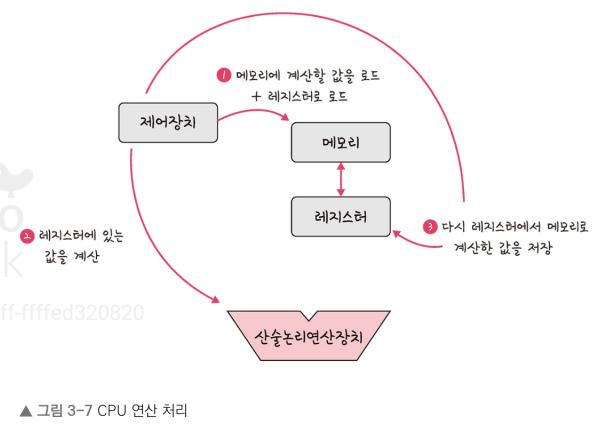 ① 메모리에 계산할 값을 로드
+ 레지스터로 로드
제어장치
메모리
레지스터
② 레지스터에 있는
값을 계산
③ 다시 레지스터에서 메모리로
계산한 값을 저장
산술논리연산장치
ff-ffffed320820
▲ 그림 3-7 CPU 연산 처리